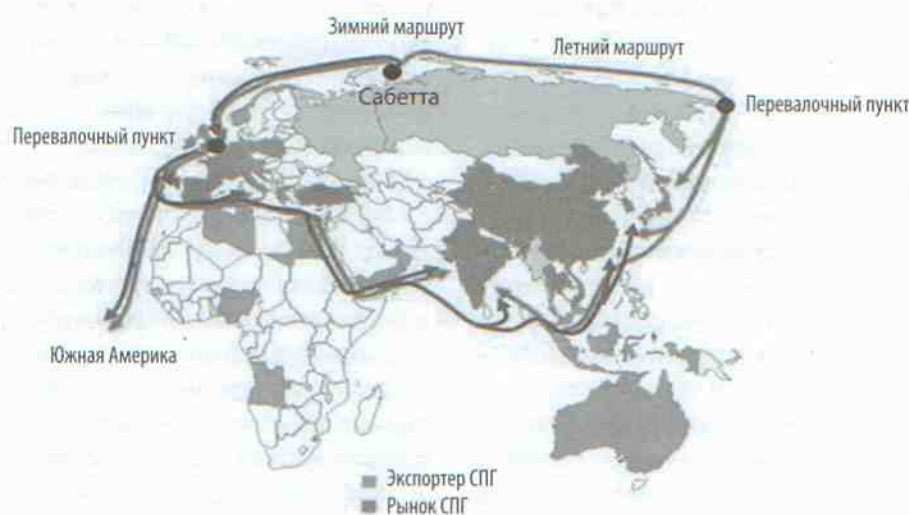 Зимний маршрут
Летний маршрут
Сабетта
Перевалочный пункт
Перевалочный пункт
Южная Америка
Экспортер СПГ
Рынок СПГ